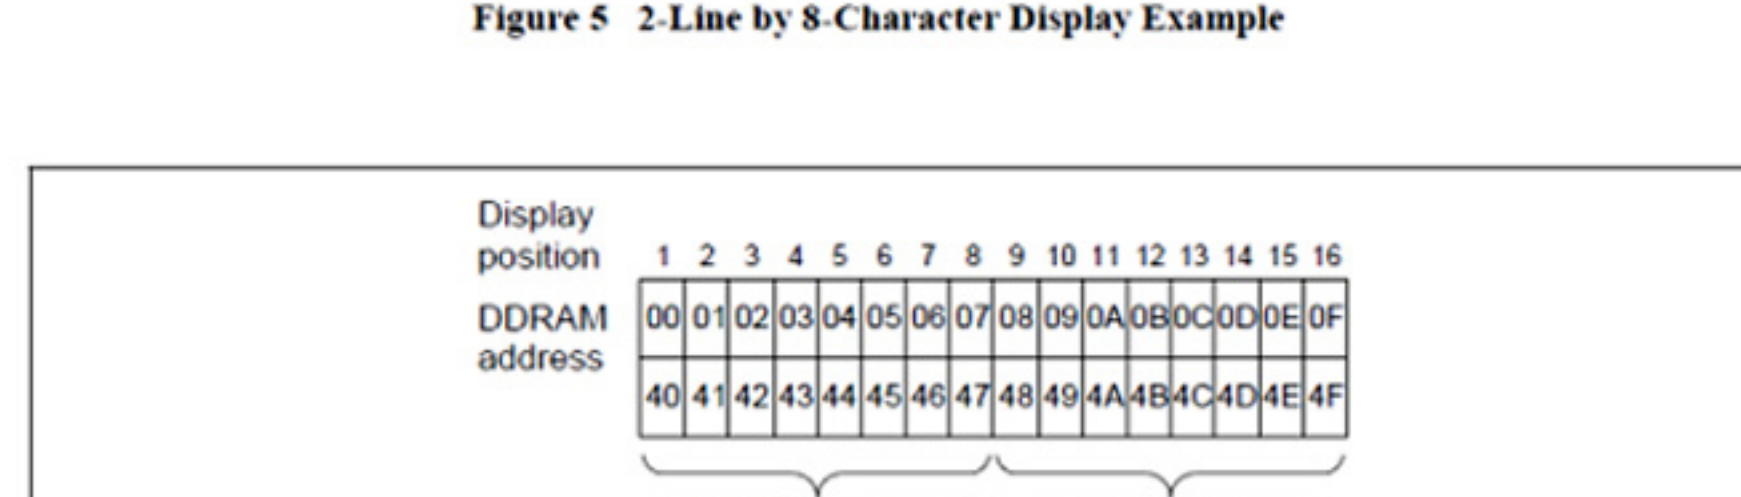 Figure 5 2-Line by 8-Character Display Example
Display
position 1 2 3 4 5 6 7 8 9 10 11 12 13 14 15 16
DDRAM 00 01 02 03 04 05 06 07 08 09 0A 0B 0C 0D 0E 0F
address
40 41 42 43 44 45 46 47 48 49 4A 4B 4C 4D 4E 4F